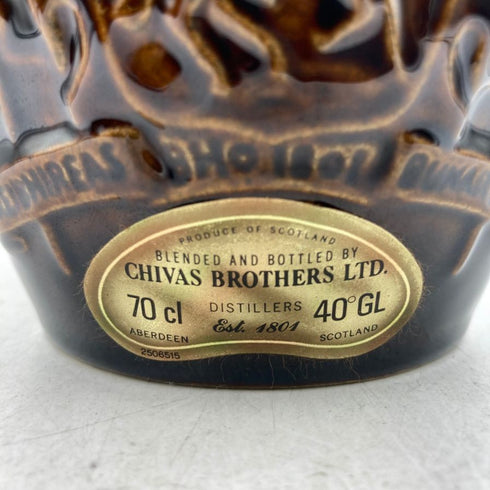 PRODUCE OF SCOTLAND
BLENDED AND BOTTLED BY
CHIVAS BROTHERS LTD.
70 cl DISTILLERS 40°GL
ABERDEEN Est. 1801 SCOTLAND
2506515